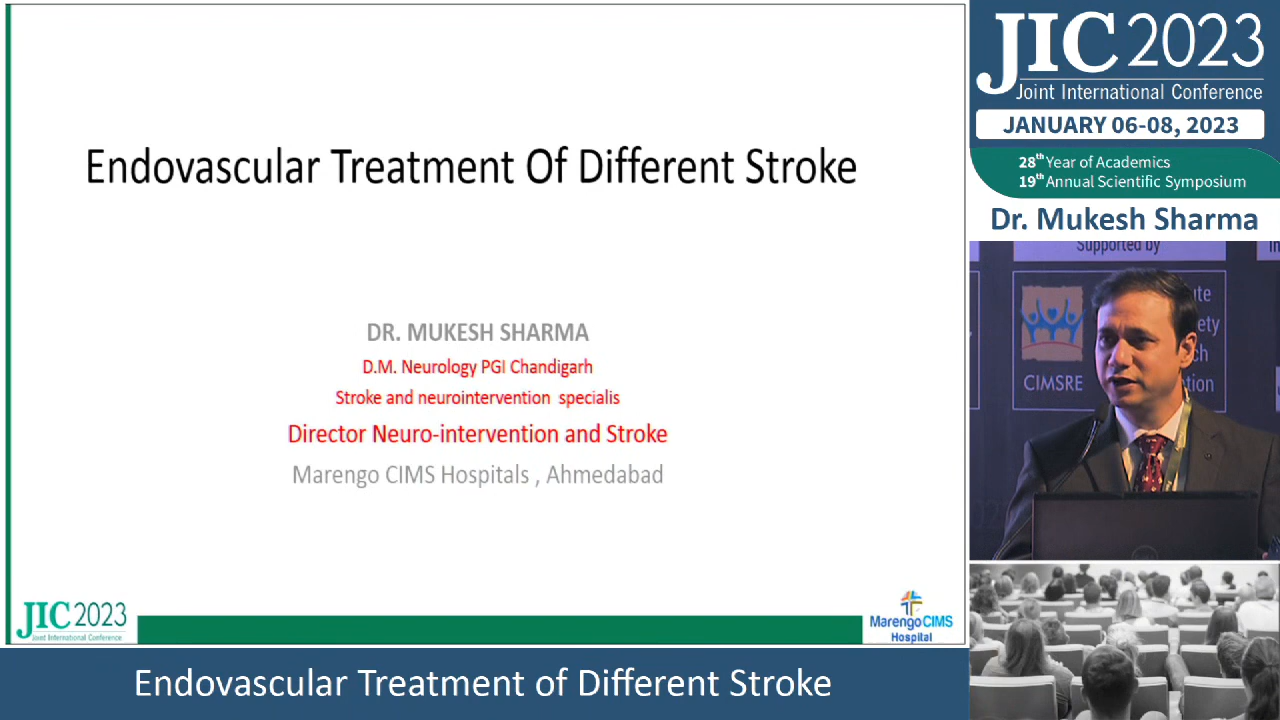 Endovascular Treatment Of Different Stroke
DR. MUKESH SHARMA
D.M. Neurology PGI Chandigarh
Stroke and neurointervention specialis
Director Neuro-intervention and Stroke
Marengo CIMS Hospitals , Ahmedabad
JIC 2023
Joint International Conference
Marengo CIMS
Hospital
Endovascular Treatment of Different Stroke
JIC 2023
Joint International Conference
JANUARY 06-08, 2023
28th Year of Academics
19th Annual Scientific Symposium
Dr. Mukesh Sharma
Supported by
CIMSRE